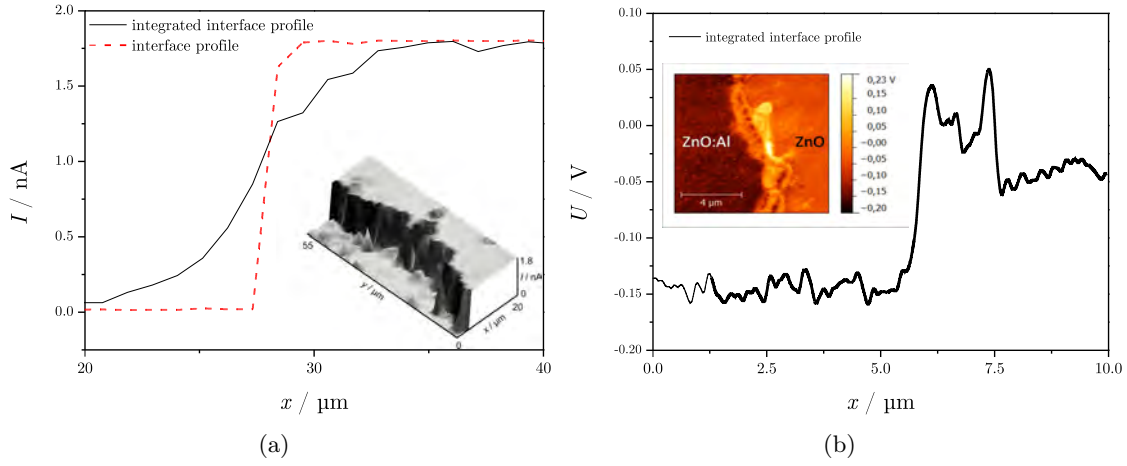 2.0
1.5
1.0
0.5
0.0
I / nA
integrated interface profile
interface profile
55
y / μm
1.8
I / nA
0
20
x / μm
0
20
30
40
x / μm
(a)
0.10
0.05
0.00
-0.05
-0.10
-0.15
-0.20
U / V
integrated interface profile
ZnO:Al
ZnO
4 μm
0,23 V
0,15
0,10
0,05
-0,00
-0,05
-0,10
-0,15
-0,20
0.0
2.5
5.0
7.5
10.0
x / μm
(b)